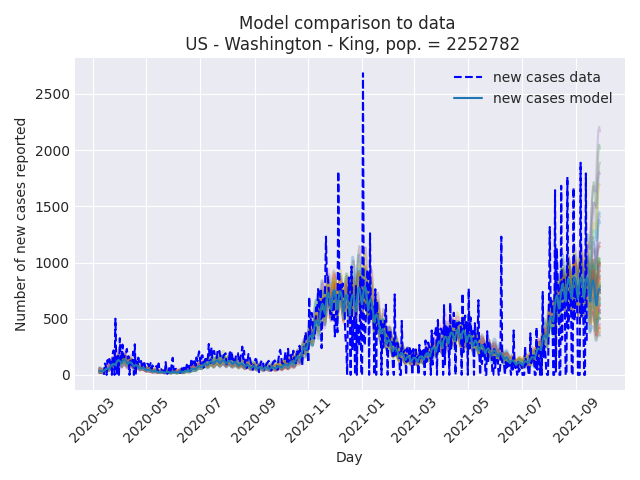 Model comparison to data
US - Washington - King, pop. = 2252782
new cases data
new cases model
Number of new cases reported
2500
2000
1500
1000
500
0
2020-03
2020-05
2020-07
2020-09
2020-11
2021-01
2021-03
2021-05
2021-07
2021-09
Day